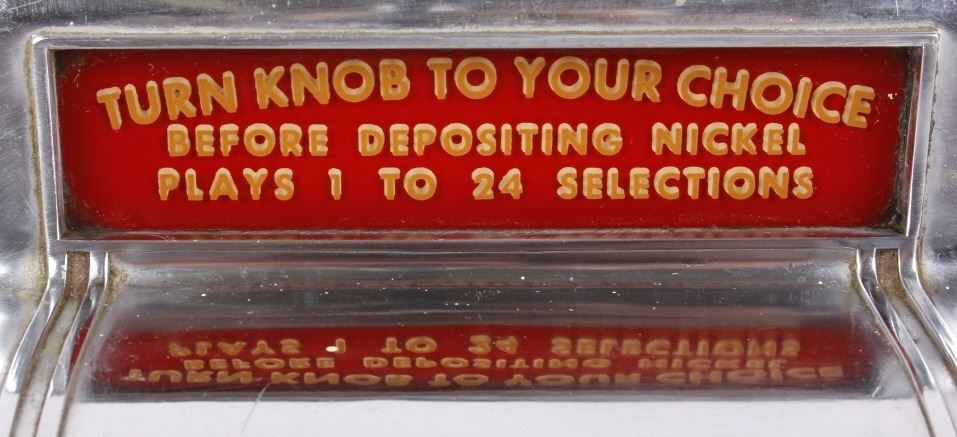 TURN KNOB TO YOUR CHOICE
BEFORE DEPOSITING NICKEL
PLAYS 1 TO 24 SELECTIONS